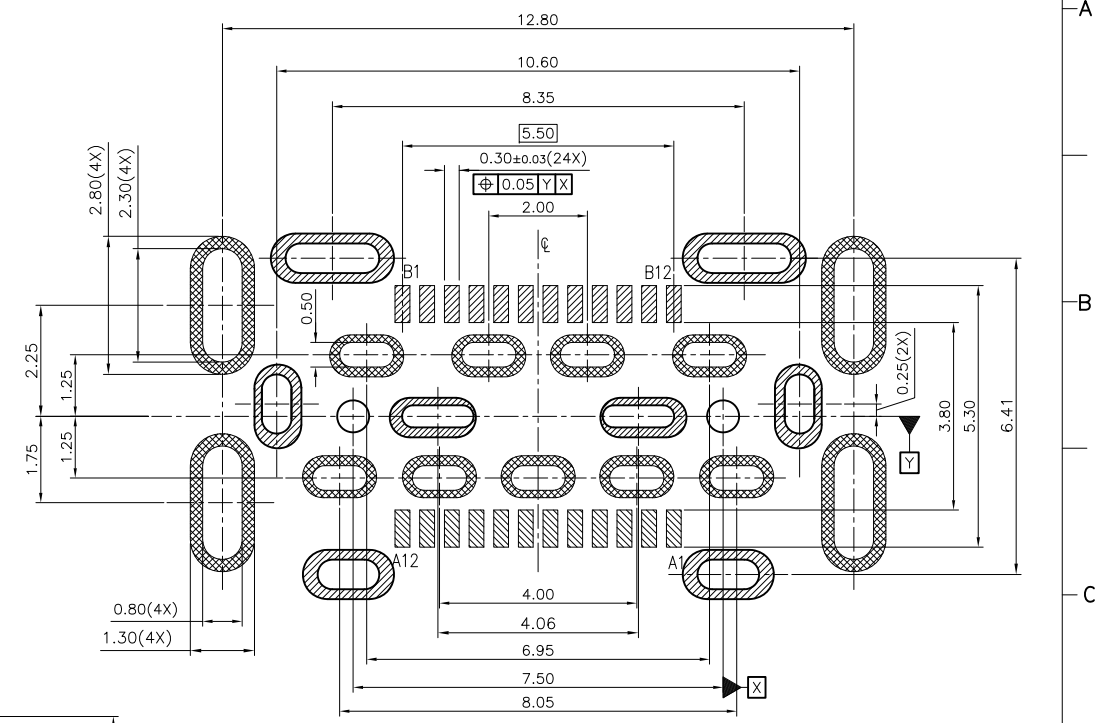 A
12.80
10.60
8.35
5.50
0.30±0.03(24X)
⌖ 0.05 Y X
2.00
℄
2.80(4X)
2.30(4X)
B1
B12
B
0.50
2.25
1.25
0.25(2X)
3.80
5.30
6.41
1.75
1.25
Y
A12
A1
C
4.00
0.80(4X)
4.06
1.30(4X)
6.95
7.50
X
8.05